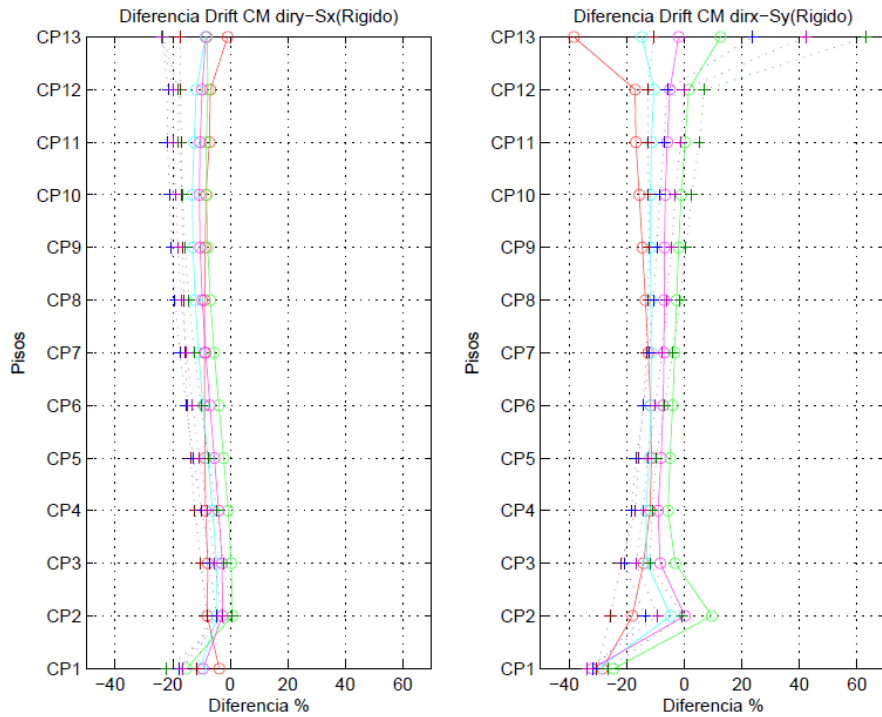 Diferencia Drift CM diry-Sx(Rigido)
CP13
CP12
CP11
CP10
CP9
CP8
CP7
CP6
CP5
CP4
CP3
CP2
CP1
Pisos
−40 −20 0 20 40 60
Diferencia %
Diferencia Drift CM dirx-Sy(Rigido)
CP13
CP12
CP11
CP10
CP9
CP8
CP7
CP6
CP5
CP4
CP3
CP2
CP1
Pisos
−40 −20 0 20 40 60
Diferencia %